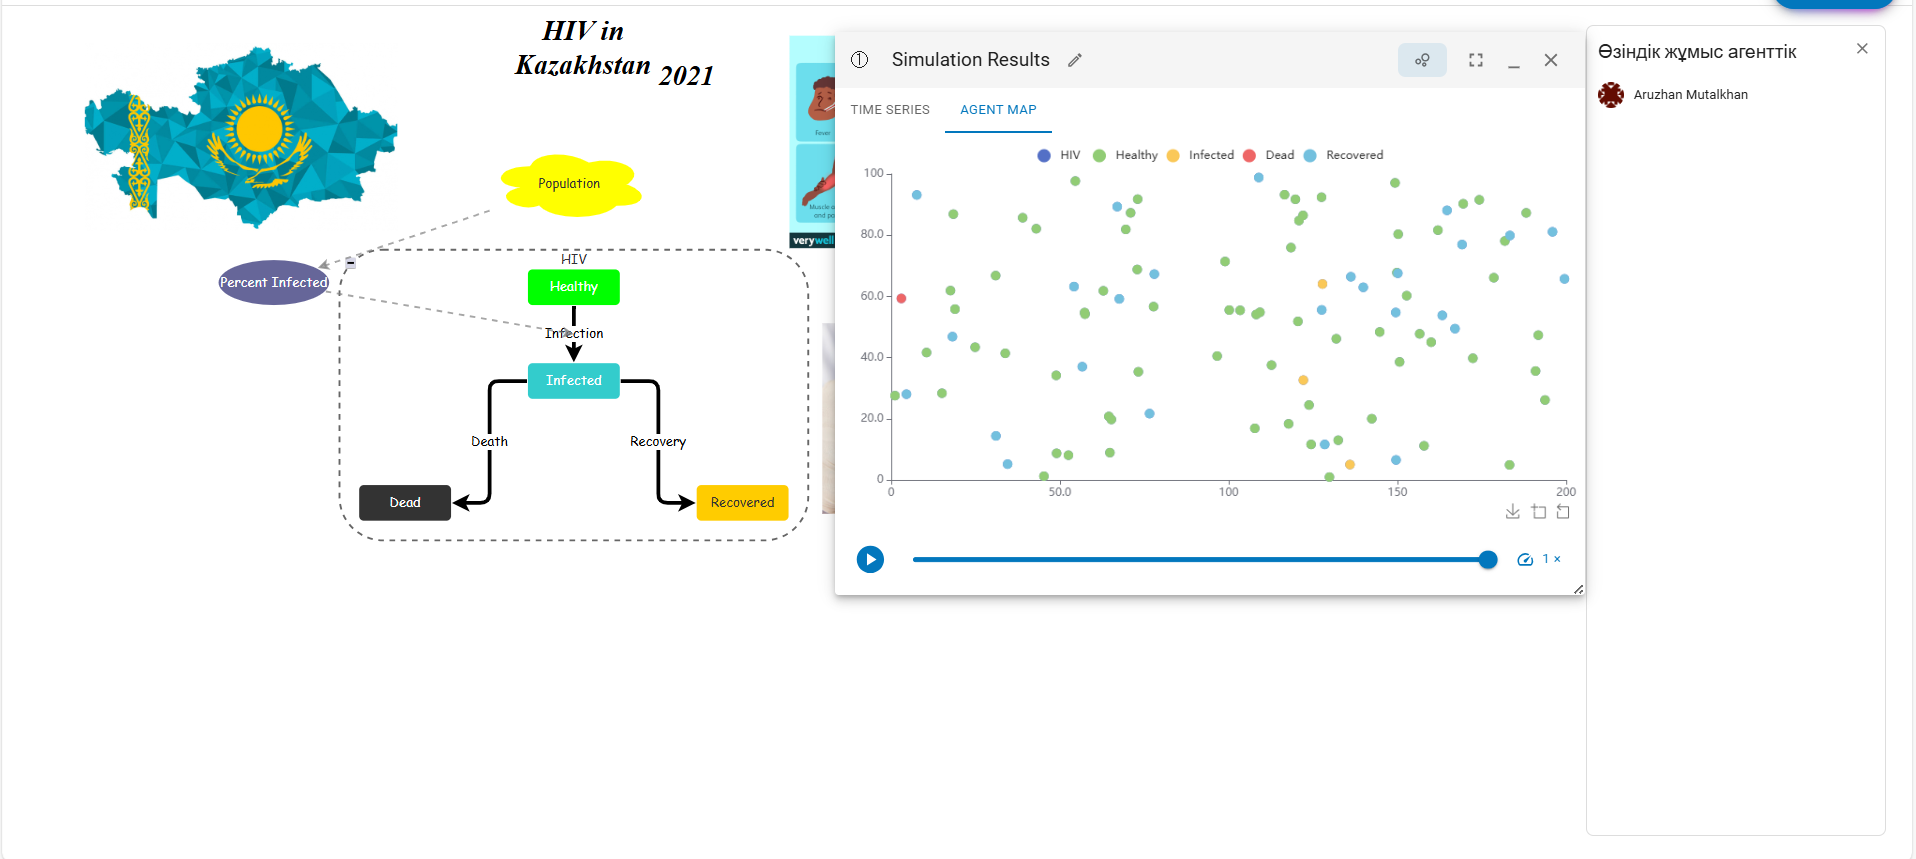 HIV in
Kazakhstan 2021
Population
Percent Infected
HIV
Healthy
Infection
Infected
Death
Recovery
Dead
Recovered
Fever
Muscle
and
verywell
1 Simulation Results
TIME SERIES AGENT MAP
HIV Healthy Infected Dead Recovered
100
80.0
60.0
40.0
20.0
0
0 50.0 100 150 200
1 ×
Өзіндік жұмыс агенттік
Aruzhan Mutalkhan